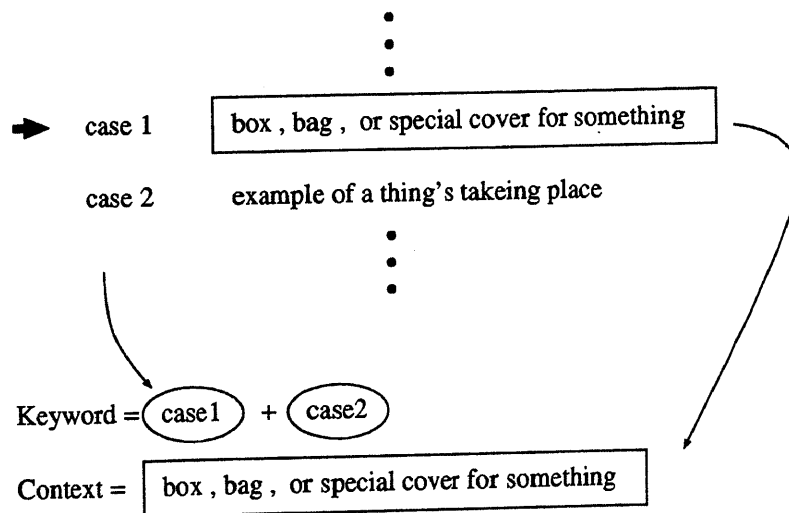 case 1 box , bag , or special cover for something
case 2 example of a thing's takeing place
Keyword = case1 + case2
Context = box , bag , or special cover for something